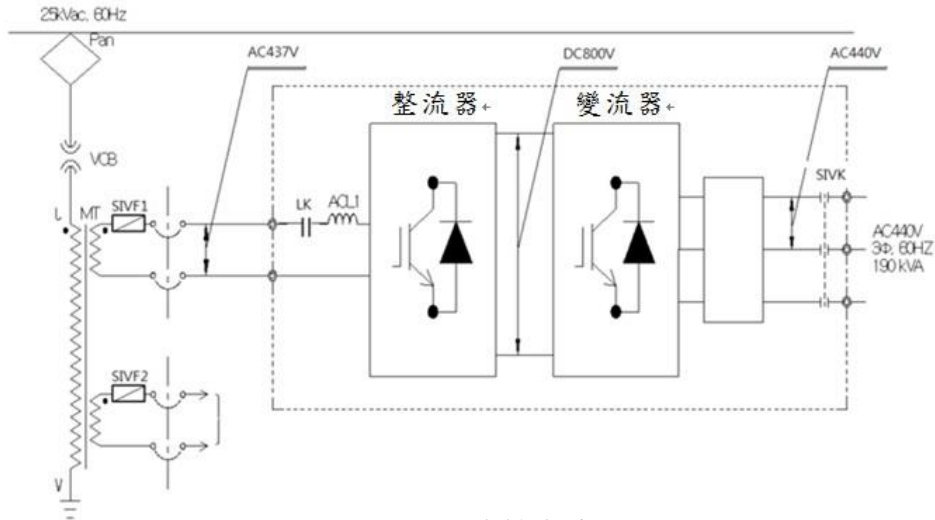 25kVac, 60Hz
Pan
AC437V
DC800V
AC440V
整流器
變流器
VCB
SIVK
MT
SIVF1
LK
ACL1
AC440V
3Φ, 60HZ
190 kVA
SIVF2
V